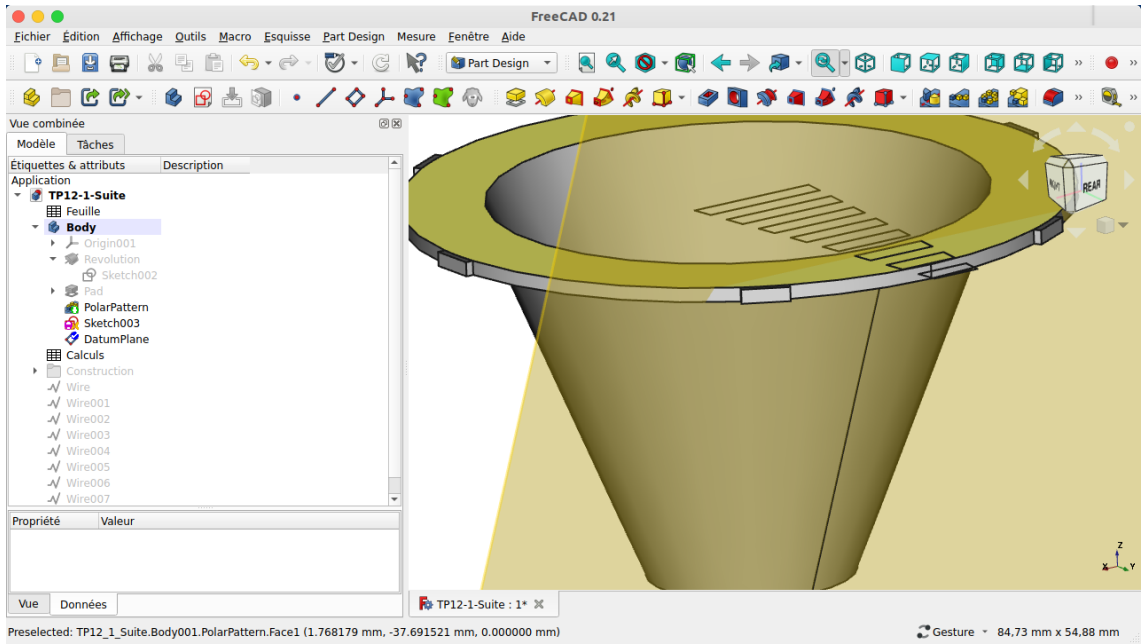 FreeCAD 0.21
Fichier Édition Affichage Outils Macro Esquisse Part Design Mesure Fenêtre Aide
Part Design
Vue combinée
Modèle Tâches
Étiquettes & attributs Description
Application
TP12-1-Suite
Feuille
Body
Origin001
Revolution
Sketch002
Pad
PolarPattern
Sketch003
DatumPlane
Calculs
Construction
Wire
Wire001
Wire002
Wire003
Wire004
Wire005
Wire006
Wire007
REAR
Z
X Y
Propriété Valeur
Vue Données
TP12-1-Suite : 1*
Preselected: TP12_1_Suite.Body001.PolarPattern.Face1 (1.768179 mm, -37.691521 mm, 0.000000 mm)
Gesture 84,73 mm x 54,88 mm